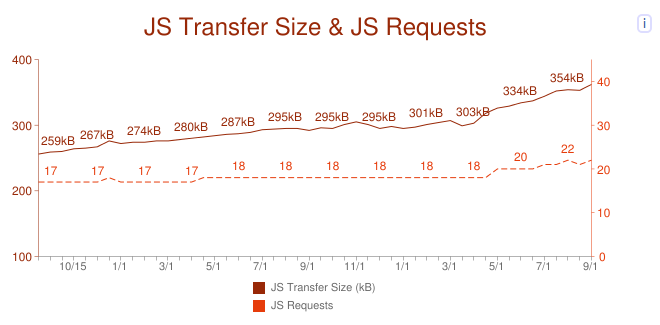 JS Transfer Size & JS Requests
i
400
300
200
100
40
30
20
10
0
259kB 267kB 274kB 280kB 287kB 295kB 295kB 295kB 301kB 303kB 334kB 354kB
17 17 17 17 18 18 18 18 18 18 20 22
10/15 1/1 3/1 5/1 7/1 9/1 11/1 1/1 3/1 5/1 7/1 9/1
JS Transfer Size (kB)
JS Requests